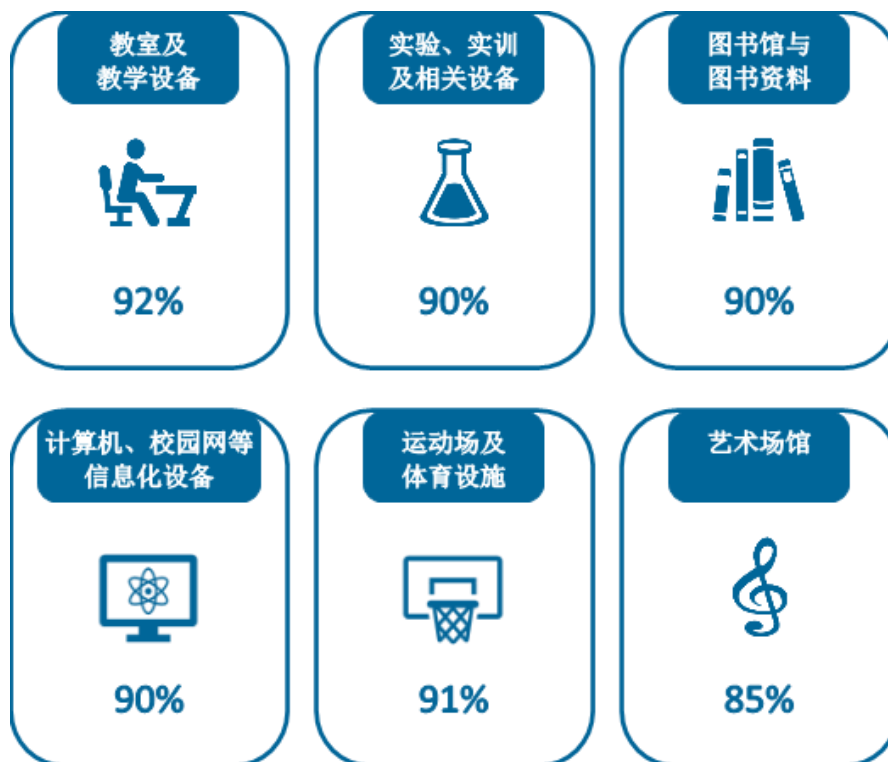 教室及
教学设备
92%
实验、实训
及相关设备
90%
图书馆与
图书资料
90%
计算机、校园网等
信息化设备
90%
运动场及
体育设施
91%
艺术场馆
85%